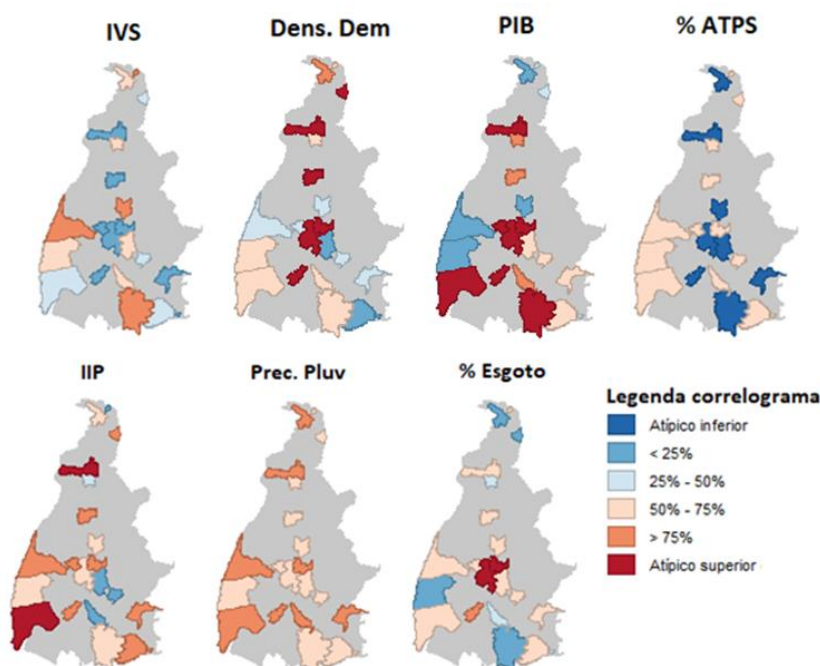 IVS
Dens. Dem
PIB
% ATPS
IIP
Prec. Pluv
% Esgoto
Legenda correlograma
Atípico inferior
< 25%
25% - 50%
50% - 75%
> 75%
Atípico superior